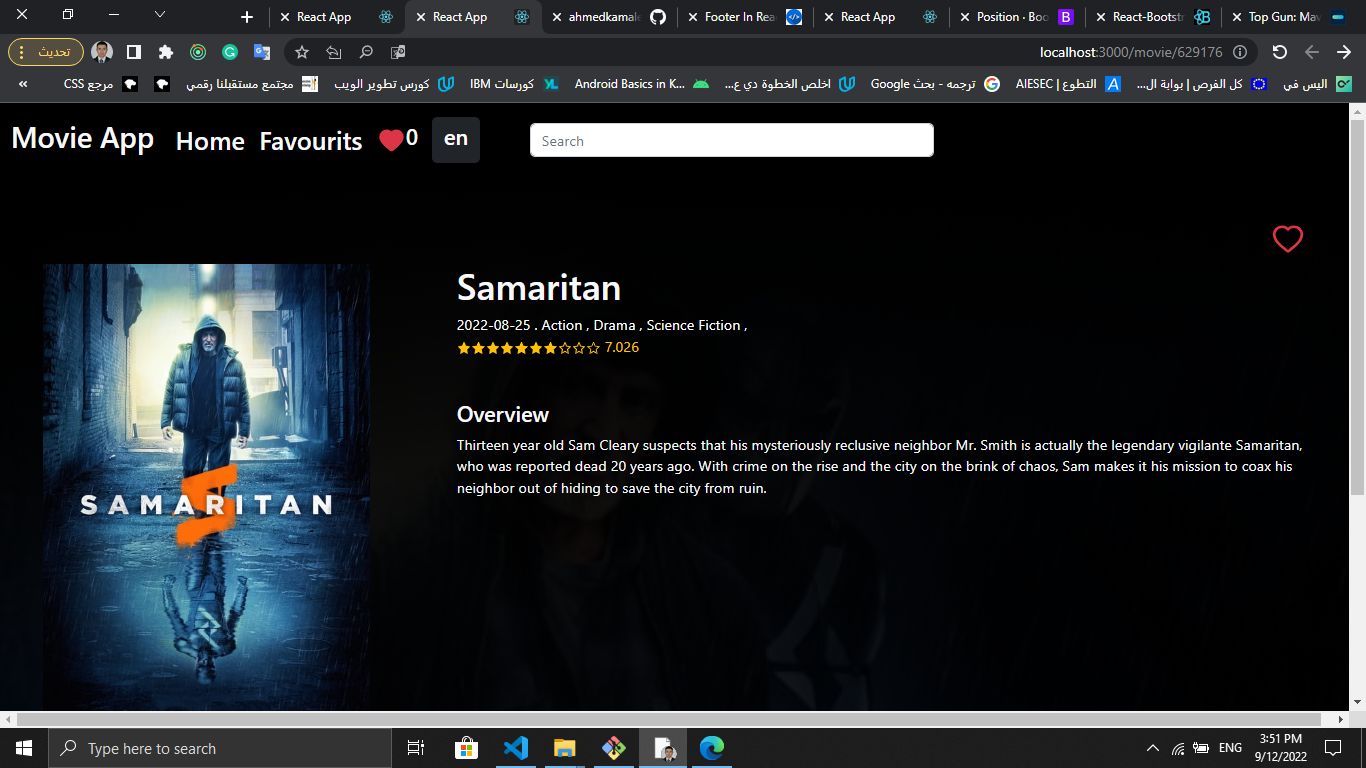 React App
React App
ahmedkamal
Footer In Rea
React App
Position · Boo
React-Bootstr
Top Gun: Mav
تحديث
localhost:3000/movie/629176
»
مرجع CSS
مجتمع مستقبلنا رقمي
كورس تطوير الويب
كورسات IBM
Android Basics in K...
اخلص الخطوة دي ع...
ترجمه - بحث Google
التطوع | AIESEC
كل الفرص | بوابة ال...
اليس في
Movie App
Home
Favourits
0
en
Search
Samaritan
2022-08-25 . Action , Drama , Science Fiction ,
7.026
Overview
Thirteen year old Sam Cleary suspects that his mysteriously reclusive neighbor Mr. Smith is actually the legendary vigilante Samaritan,
who was reported dead 20 years ago. With crime on the rise and the city on the brink of chaos, Sam makes it his mission to coax his
neighbor out of hiding to save the city from ruin.
SAMARITAN
Type here to search
ENG
3:51 PM
9/12/2022